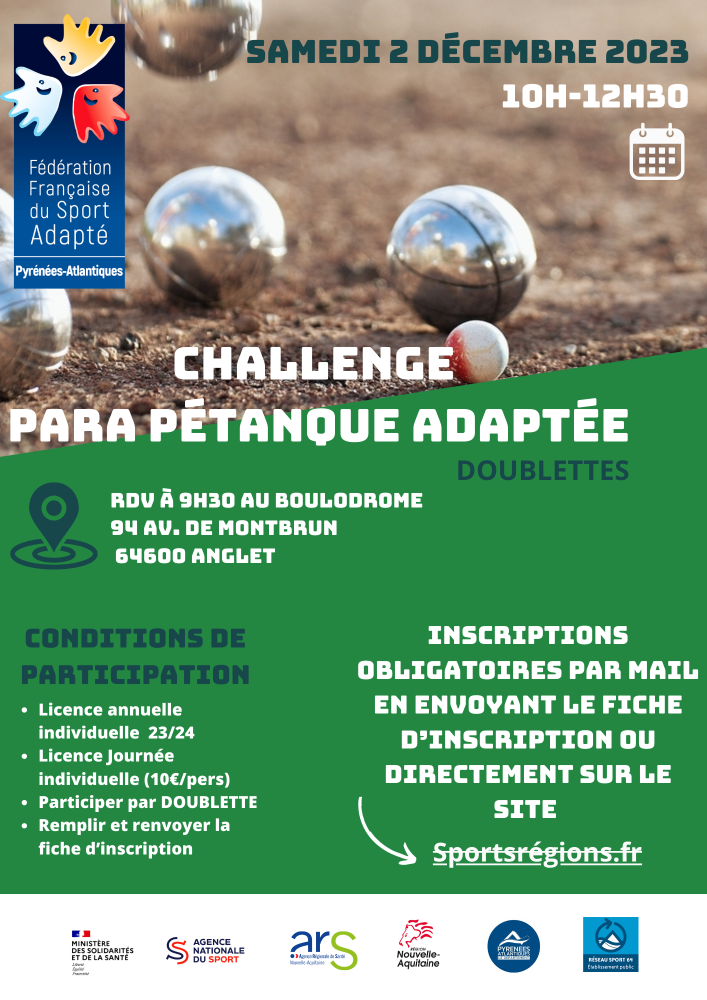 SAMEDI 2 DÉCEMBRE 2023
10H-12H30
Fédération
Française
du Sport
Adapté
Pyrénées-Atlantiques
CHALLENGE
PARA PÉTANQUE ADAPTÉE
DOUBLETTES
RDV À 9H30 AU BOULODROME
94 AV. DE MONTBRUN
64600 ANGLET
CONDITIONS DE
PARTICIPATION
• Licence annuelle
individuelle 23/24
• Licence Journée
individuelle (10€/pers)
• Participer par DOUBLETTE
• Remplir et renvoyer la
fiche d'inscription
INSCRIPTIONS
OBLIGATOIRES PAR MAIL
EN ENVOYANT LE FICHE
D'INSCRIPTION OU
DIRECTEMENT SUR LE
SITE
Sportsrégions.fr
MINISTÈRE
DES SOLIDARITÉS
ET DE LA SANTÉ
Liberté
Égalité
Fraternité
AGENCE
NATIONALE
DU SPORT
ars
Agence Régionale de Santé
Nouvelle-Aquitaine
RÉGION
Nouvelle-
Aquitaine
PYRENEES
ATLANTIQUES
LE DEPARTEMENT
RÉSEAU SPORT 64
Établissement public